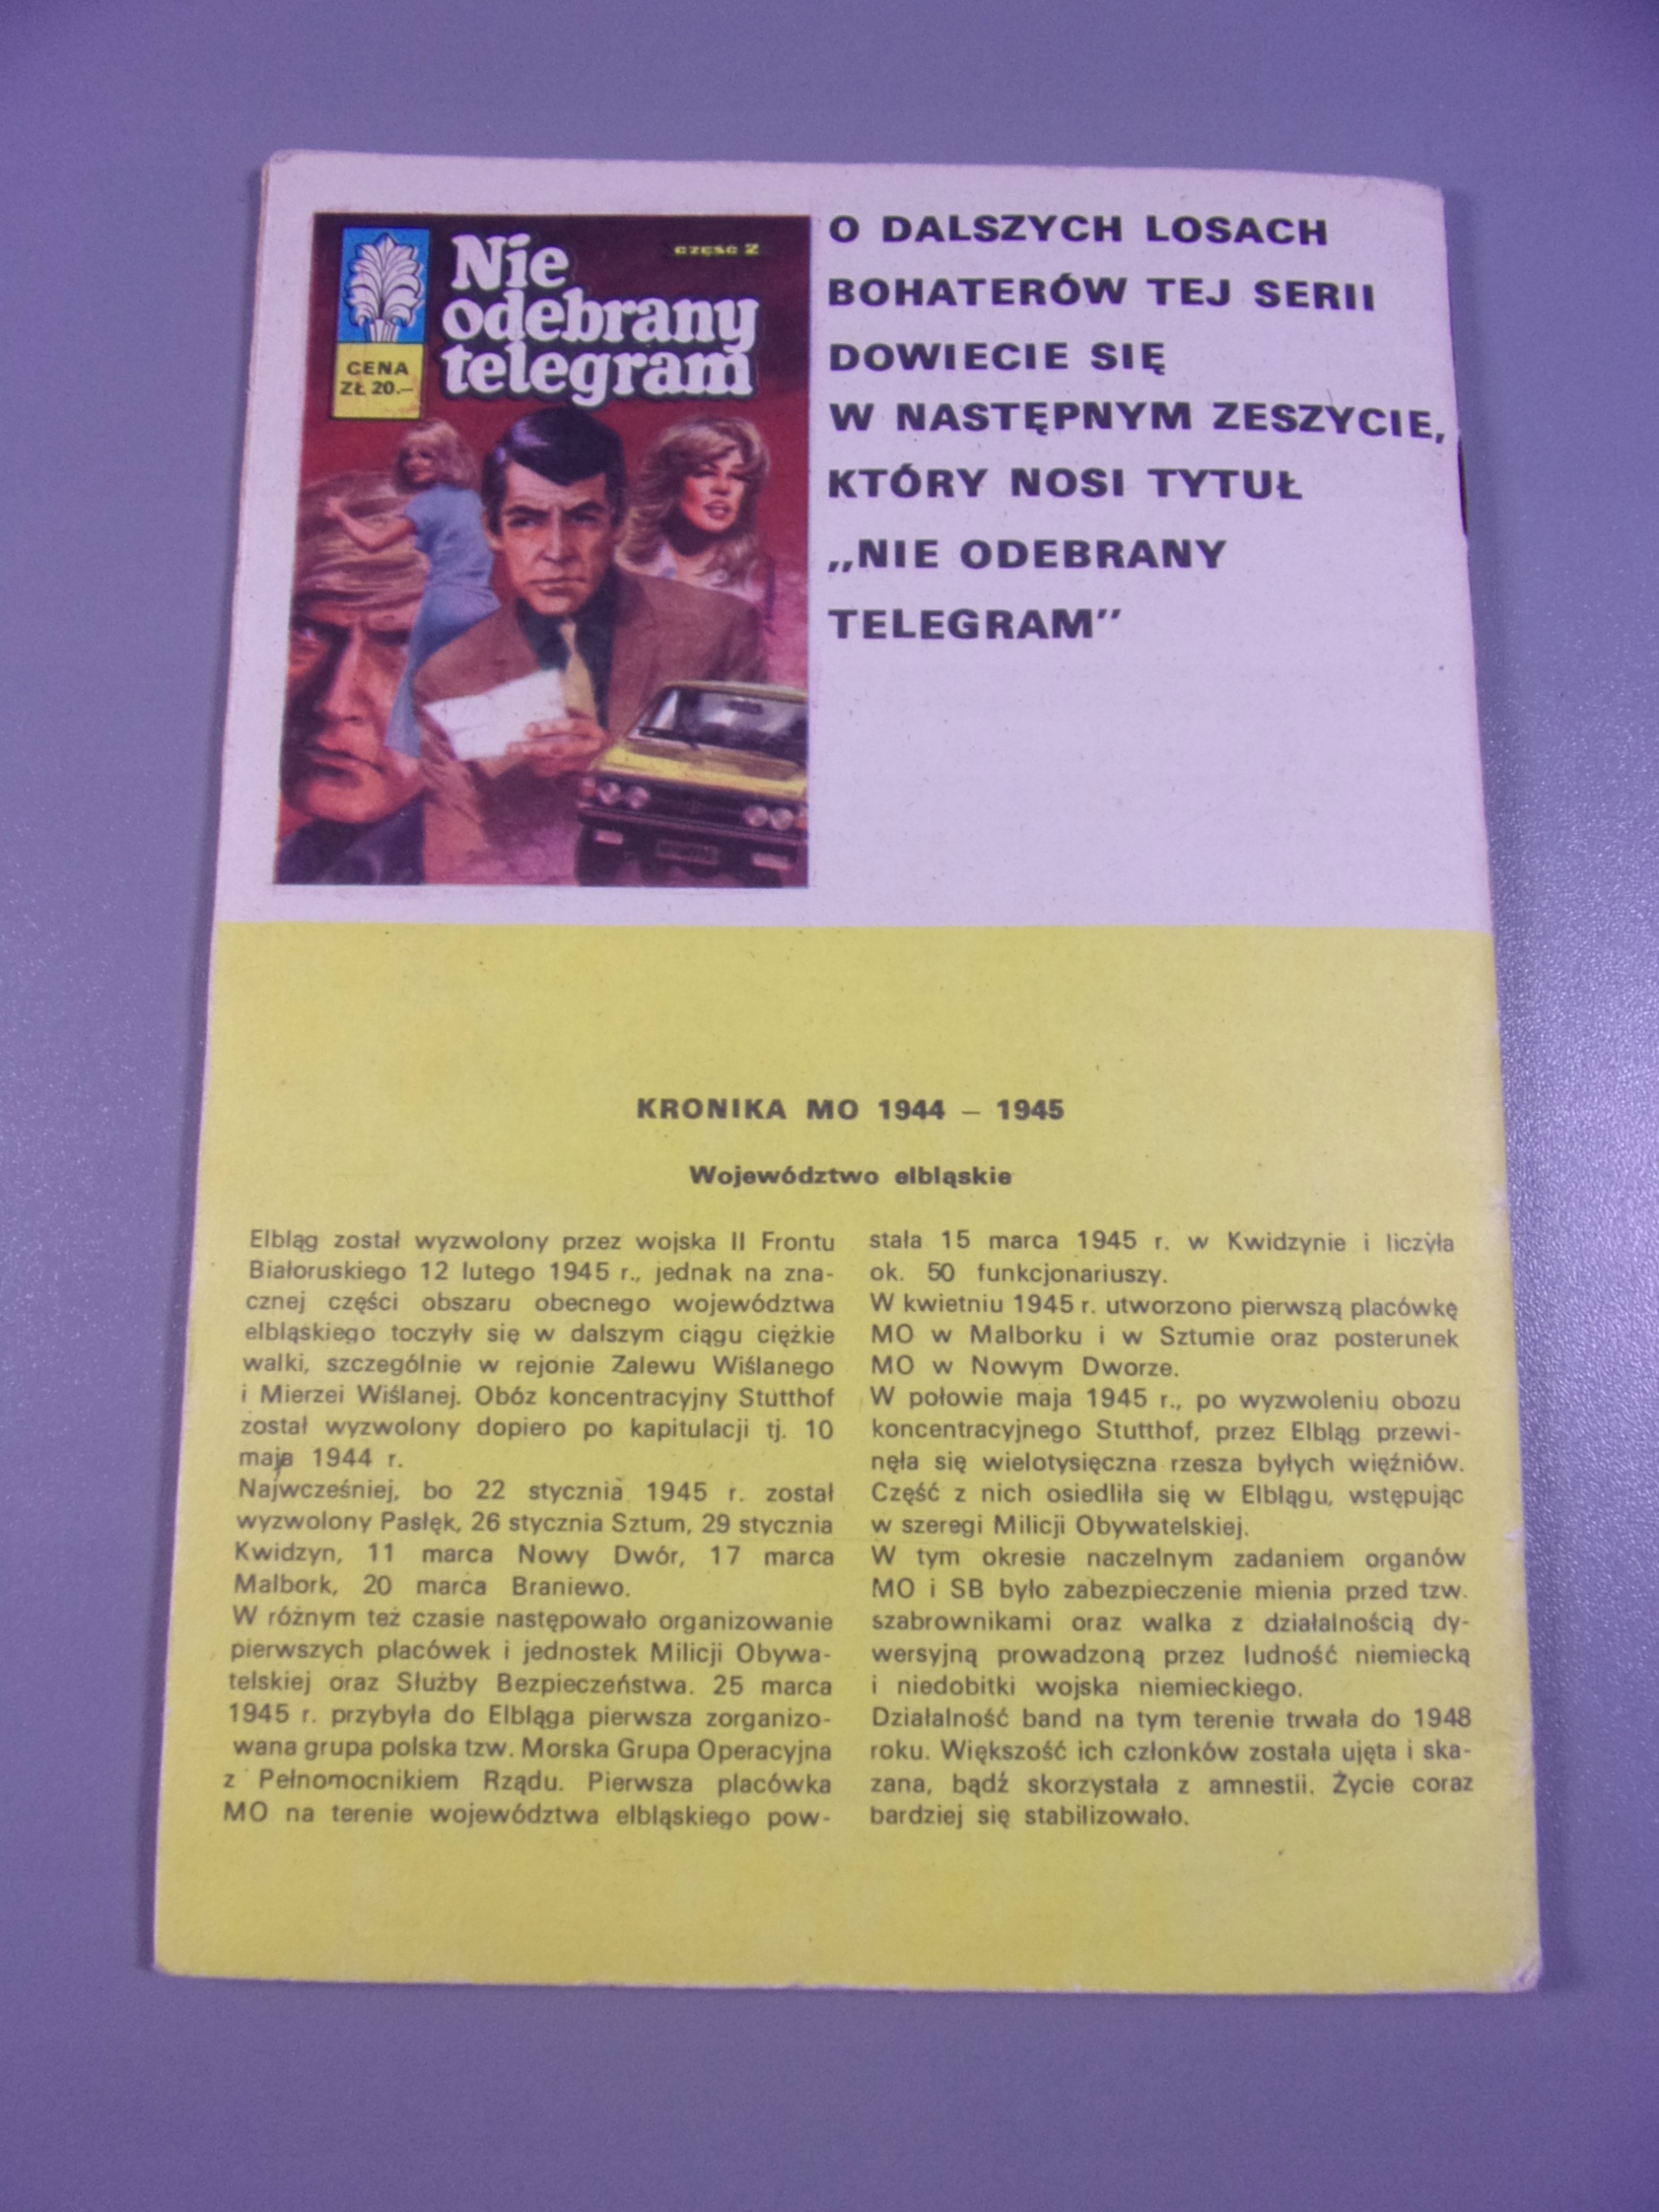 Nie
odebrany
telegram
część 2
CENA
ZŁ 20.—
O DALSZYCH LOSACH
BOHATERÓW TEJ SERII
DOWIECIE SIĘ
W NASTĘPNYM ZESZYCIE,
KTÓRY NOSI TYTUŁ
„NIE ODEBRANY
TELEGRAM”
KRONIKA MO 1944 – 1945
Województwo elbląskie
Elbląg został wyzwolony przez wojska II Frontu
Białoruskiego 12 lutego 1945 r., jednak na zna-
cznej części obszaru obecnego województwa
elbląskiego toczyły się w dalszym ciągu ciężkie
walki, szczególnie w rejonie Zalewu Wiślanego
i Mierzei Wiślanej. Obóz koncentracyjny Stutthof
został wyzwolony dopiero po kapitulacji tj. 10
maja 1944 r.
Najwcześniej, bo 22 stycznia 1945 r. został
wyzwolony Pasłęk, 26 stycznia Sztum, 29 stycznia
Kwidzyn, 11 marca Nowy Dwór, 17 marca
Malbork, 20 marca Braniewo.
W różnym też czasie następowało organizowanie
pierwszych placówek i jednostek Milicji Obywa-
telskiej oraz Służby Bezpieczeństwa. 25 marca
1945 r. przybyła do Elbląga pierwsza zorganizo-
wana grupa polska tzw. Morska Grupa Operacyjna
z Pełnomocnikiem Rządu. Pierwsza placówka
MO na terenie województwa elbląskiego pow-
stała 15 marca 1945 r. w Kwidzynie i liczyła
ok. 50 funkcjonariuszy.
W kwietniu 1945 r. utworzono pierwszą placówkę
MO w Malborku i w Sztumie oraz posterunek
MO w Nowym Dworze.
W połowie maja 1945 r., po wyzwoleniu obozu
koncentracyjnego Stutthof, przez Elbląg przewi-
nęła się wielotysięczna rzesza byłych więźniów.
Część z nich osiedliła się w Elblągu, wstępując
w szeregi Milicji Obywatelskiej.
W tym okresie naczelnym zadaniem organów
MO i SB było zabezpieczenie mienia przed tzw.
szabrownikami oraz walka z działalnością dy-
wersyjną prowadzoną przez ludność niemiecką
i niedobitki wojska niemieckiego.
Działalność band na tym terenie trwała do 1948
roku. Większość ich członków została ujęta i ska-
zana, bądź skorzystała z amnestii. Życie coraz
bardziej się stabilizowało.